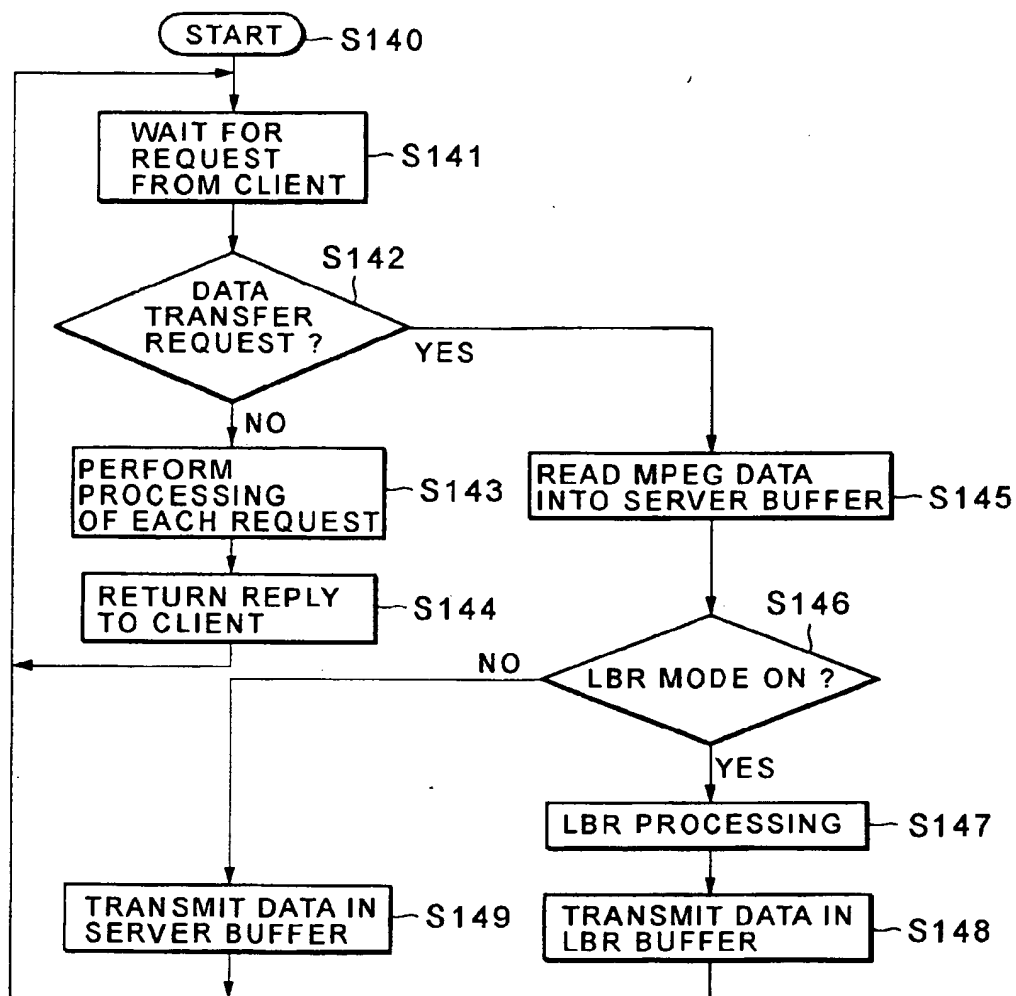 START
S140
WAIT FOR
REQUEST
FROM CLIENT
S141
S142
DATA
TRANSFER
REQUEST ?
YES
NO
PERFORM
PROCESSING
OF EACH REQUEST
S143
READ MPEG DATA
INTO SERVER BUFFER
S145
RETURN REPLY
TO CLIENT
S144
S146
NO
LBR MODE ON ?
YES
LBR PROCESSING
S147
TRANSMIT DATA IN
SERVER BUFFER
S149
TRANSMIT DATA IN
LBR BUFFER
S148